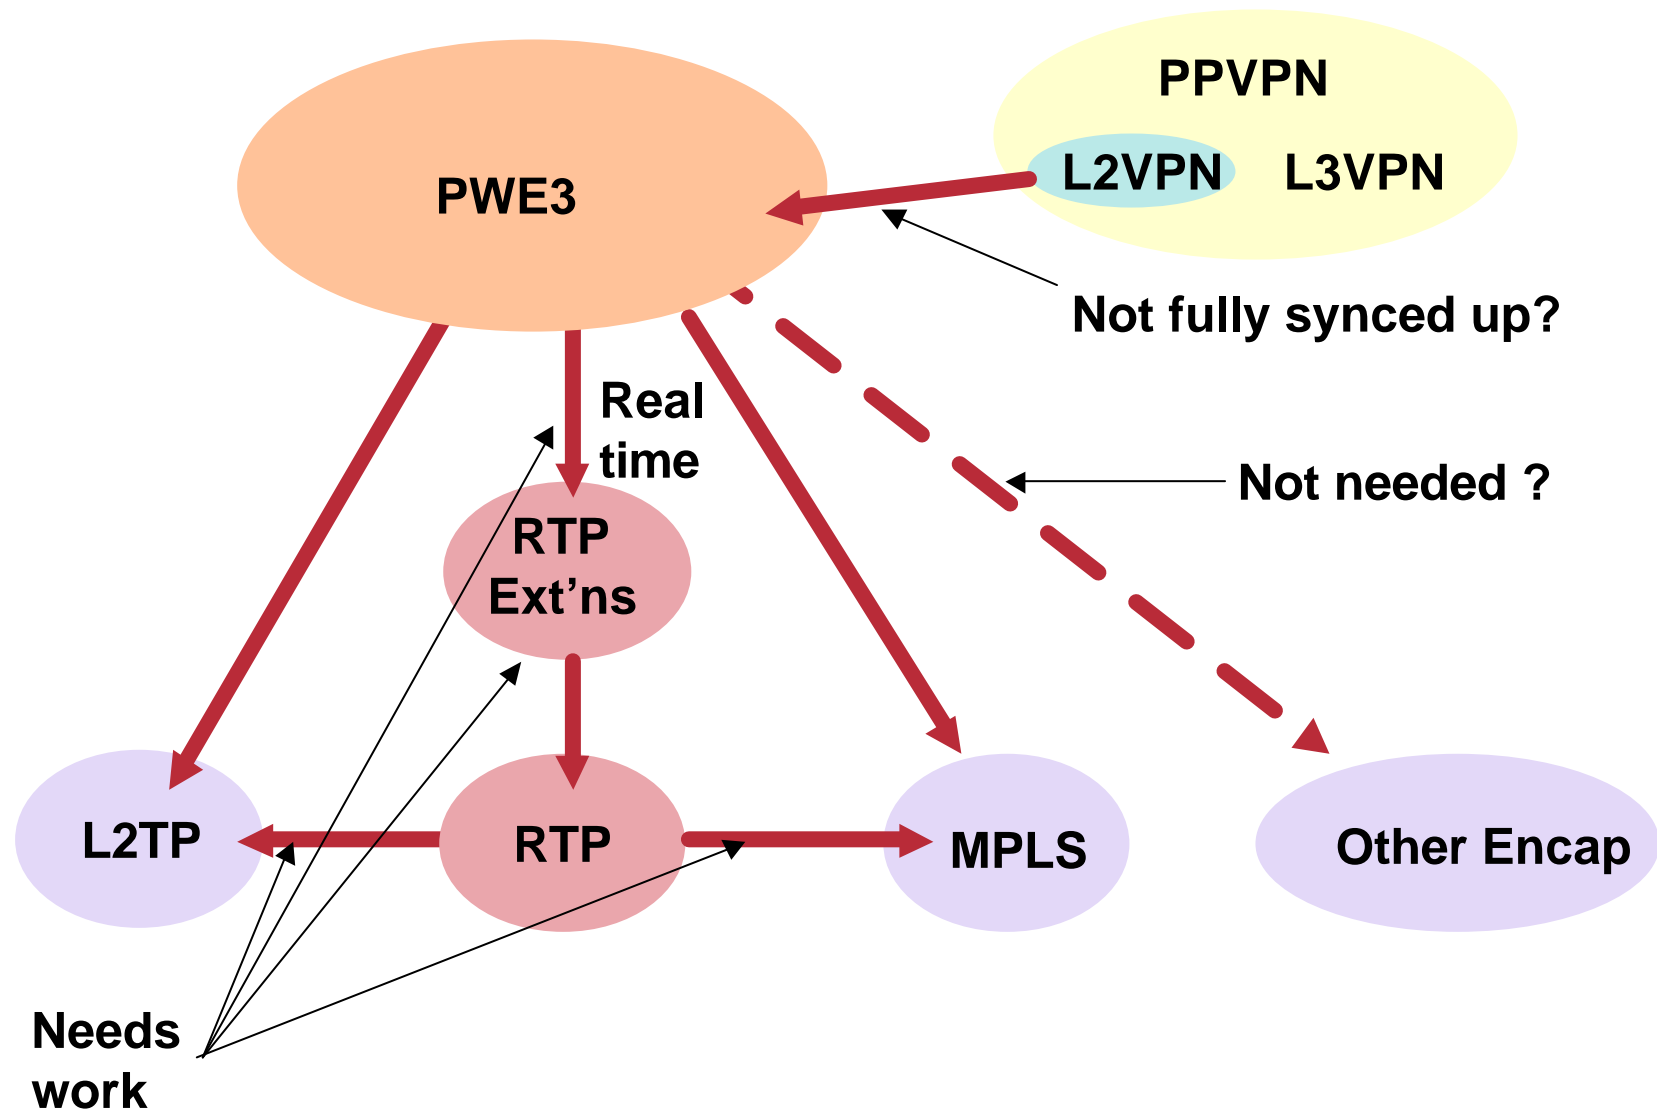 PPVPN
PWE3
L2VPN
L3VPN
Not fully synced up?
Real
time
Not needed ?
RTP
Ext’ns
L2TP
RTP
MPLS
Other Encap
Needs
work